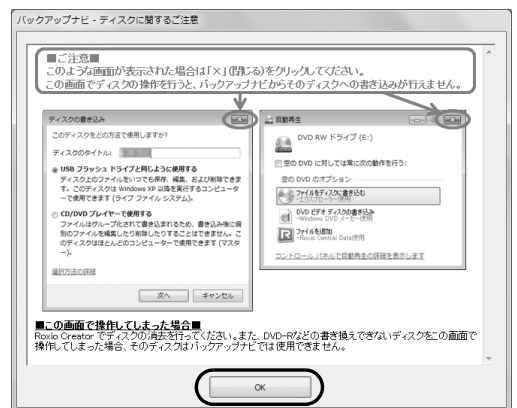 バックアップナビ - ディスクに関するご注意
■ご注意■
このような画面が表示された場合は「×」(閉じる)をクリックしてください。
この画面でディスクの操作を行うと、バックアップナビからそのディスクへの書き込みが行えません。
ディスクの書き込み
このディスクをどの方法で使用しますか?
ディスクのタイトル:
USB フラッシュ ドライブと同じように使用する
ディスク上のファイルをいつでも保存、編集、および削除できま
す。このディスクは Windows XP 以降を実行するコンピュータ
ーで使用できます (ライブ ファイル システム)。
CD/DVD プレイヤーで使用する
ファイルはグループ化されて書き込まれるため、書き込み後に個
別のファイルを編集したり削除したりすることはできません。こ
のディスクはほとんどのコンピューターで使用できます (マスタ
ー)。
選択方法の詳細
次へ
キャンセル
自動再生
DVD RW ドライブ (E:)
空の DVD に対しては常に次の動作を行う:
空の DVD のオプション
ファイルをディスクに書き込む
-エクスプローラー使用
DVD ビデオ ディスクの書き込み
-Windows DVD メーカー使用
ファイルを追加
-Roxio Central Data使用
コントロール パネルで自動再生の詳細を表示します
■この画面で操作してしまった場合■
Roxio Creator でディスクの消去を行ってください。また、DVD-Rなどの書き換えできないディスクをこの画面で
操作してしまった場合、そのディスクはバックアップナビでは使用できません。
OK